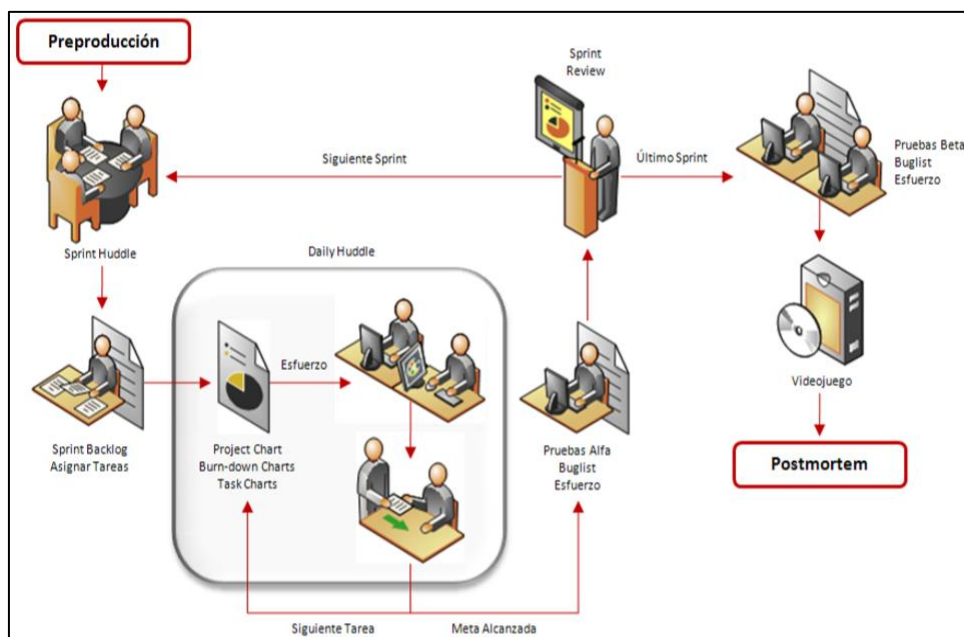 Preproducción
Sprint
Review
Siguiente Sprint
Último Sprint
Pruebas Beta
Buglist
Esfuerzo
Sprint Huddle
Daily Huddle
Esfuerzo
Videojuego
Sprint Backlog
Asignar Tareas
Project Chart
Burn-down Charts
Task Charts
Pruebas Alfa
Buglist
Esfuerzo
Postmortem
Siguiente Tarea
Meta Alcanzada